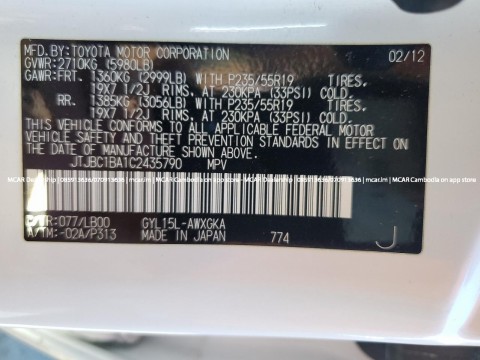 MFD.BY:TOYOTA MOTOR CORPORATION 02/12
GVWR:2710KG (5980LB)
GAWR:FRT. 1360KG (2999LB) WITH P235/55R19 TIRES,
19X7 1/2J RIMS, AT 230KPA (33PSI) COLD.
RR. 1385KG (3056LB) WITH P235/55R19 TIRES,
19X7 1/2J RIMS, AT 230KPA (33PSI) COLD.
THIS VEHICLE CONFORMS TO ALL APPLICABLE FEDERAL MOTOR
VEHICLE SAFETY AND THEFT PREVENTION STANDARDS IN EFFECT ON
THE DATE OF MANUFACTURE SHOWN ABOVE.
JTJBC1BA1C2435790 MPV
C/TR:077/LB00 GYL15L-AWXGKA
A/TM:-02A/P313 MADE IN JAPAN 774 J